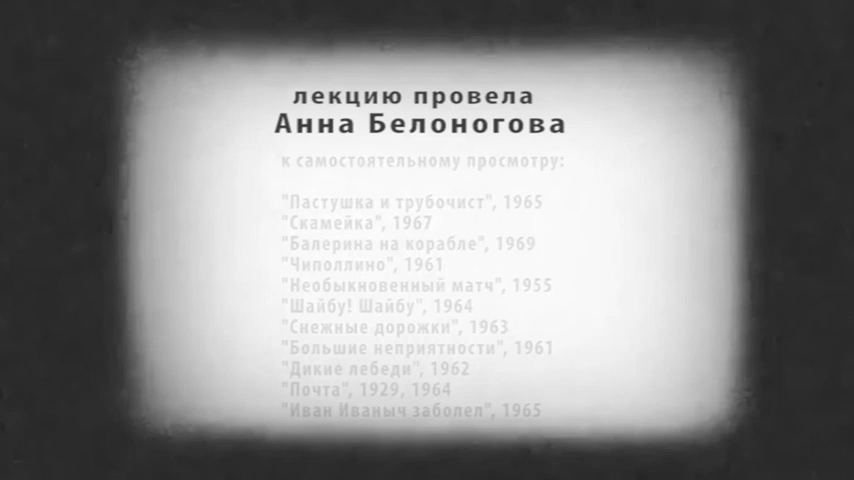 лекцию провела
Анна Белоногова
к самостоятельному просмотру:
"Пастушка и трубочист", 1965
"Скамейка", 1967
"Балерина на корабле", 1969
"Чиполлино", 1961
"Необыкновенный матч", 1955
"Шайбу! Шайбу", 1964
"Снежные дорожки", 1963
"Большие неприятности", 1961
"Дикие лебеди", 1962
"Почта", 1929, 1964
"Иван Иваныч заболел", 1965